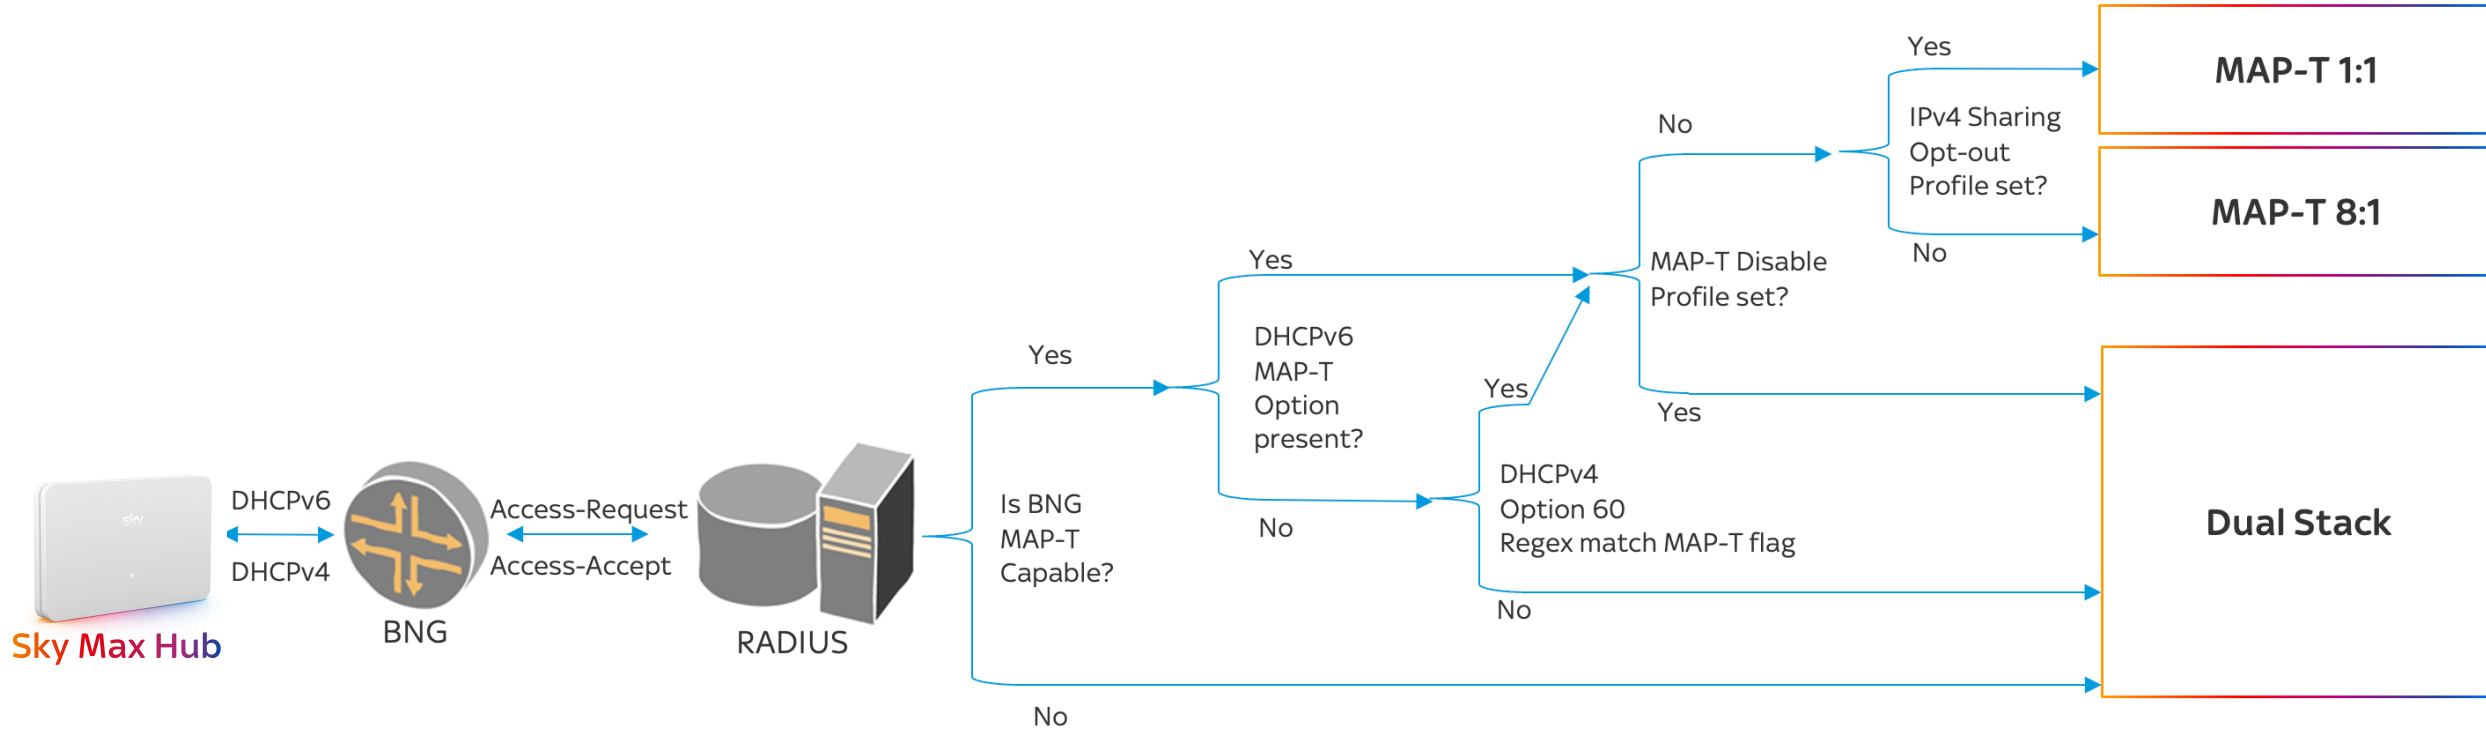 sky
Sky Max Hub
DHCPv6
DHCPv4
BNG
Access-Request
Access-Accept
RADIUS
Is BNG
MAP-T
Capable?
Yes
No
DHCPv6
MAP-T
Option
present?
Yes
No
DHCPv4
Option 60
Regex match MAP-T flag
Yes
No
MAP-T Disable
Profile set?
No
Yes
IPv4 Sharing
Opt-out
Profile set?
Yes
No
MAP-T 1:1
MAP-T 8:1
Dual Stack